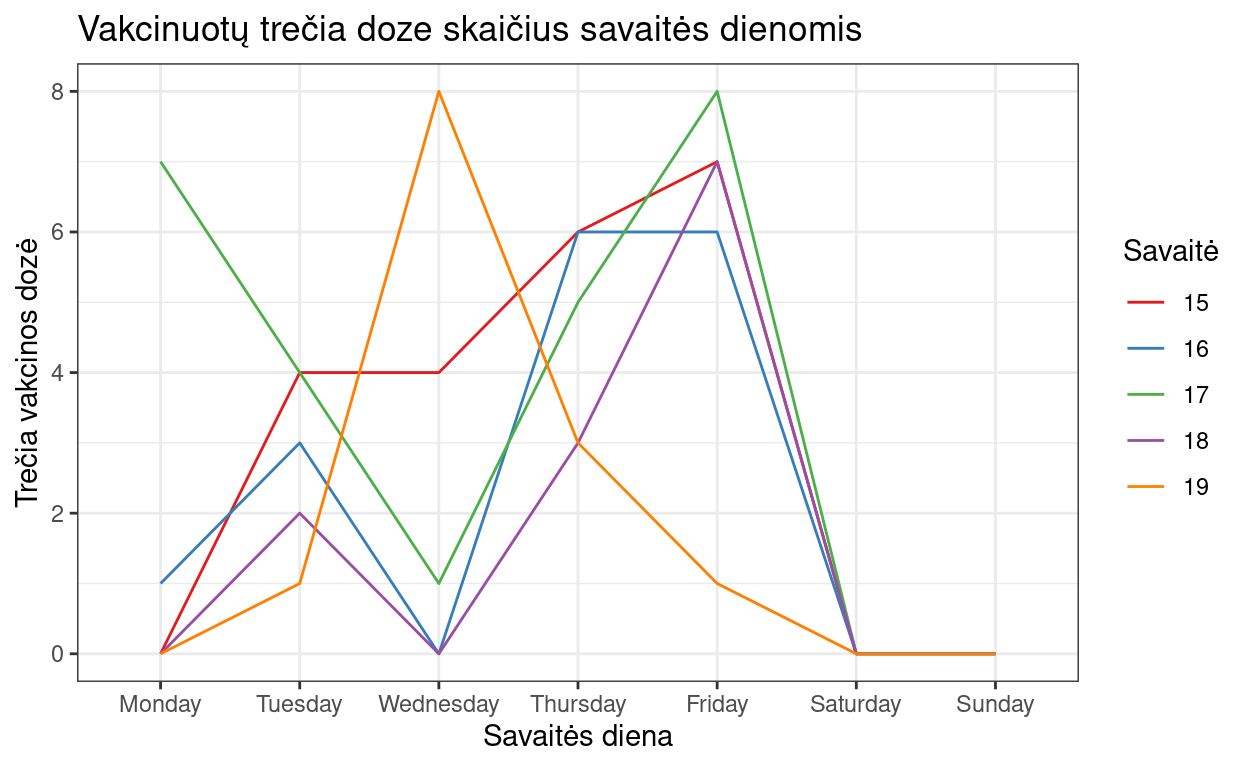 Vakcinuotų trečia doze skaičius savaitės dienomis
Trečia vakcinos dozė
8
6
4
2
0
Monday Tuesday Wednesday Thursday Friday Saturday Sunday
Savaitės diena
Savaitė
15
16
17
18
19